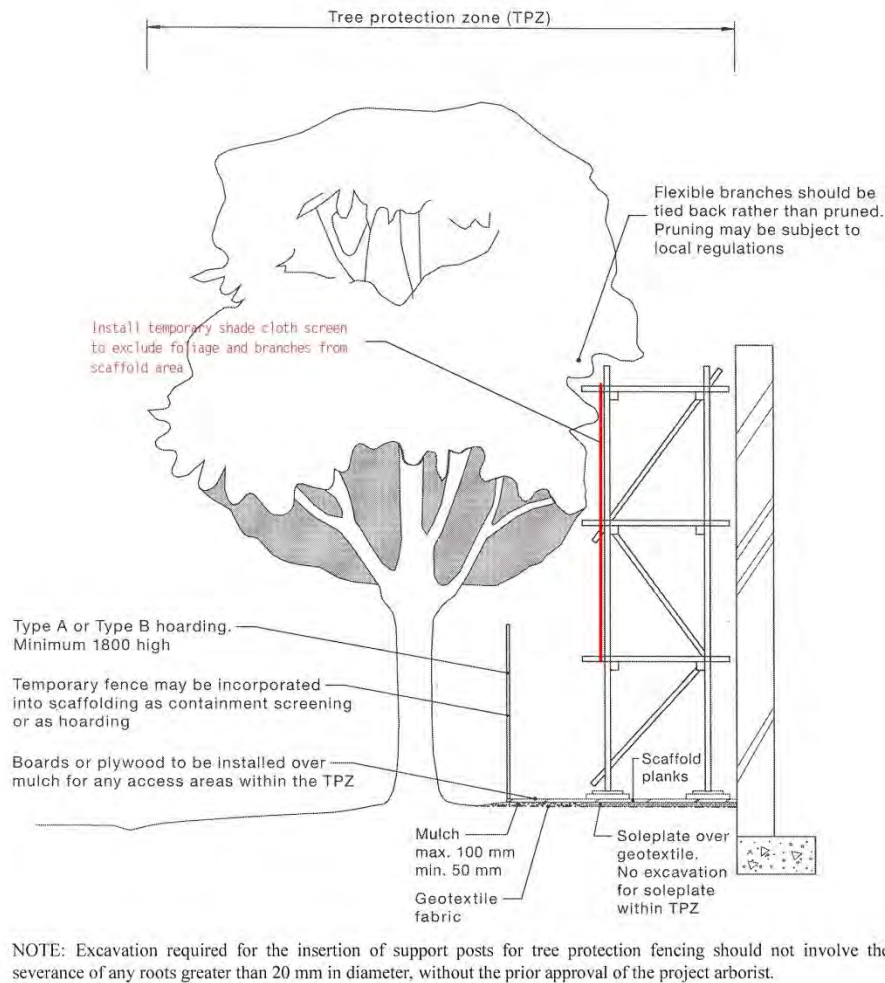 Tree protection zone (TPZ)
Flexible branches should be
tied back rather than pruned.
Pruning may be subject to
local regulations
Install temporary shade cloth screen
to exclude foliage and branches from
scaffold area
Type A or Type B hoarding.
Minimum 1800 high
Temporary fence may be incorporated
into scaffolding as containment screening
or as hoarding
Boards or plywood to be installed over
mulch for any access areas within the TPZ
Scaffold
planks
Mulch
max. 100 mm
min. 50 mm
Geotextile
fabric
Soleplate over
geotextile.
No excavation
for soleplate
within TPZ
NOTE: Excavation required for the insertion of support posts for tree protection fencing should not involve the
severance of any roots greater than 20 mm in diameter, without the prior approval of the project arborist.